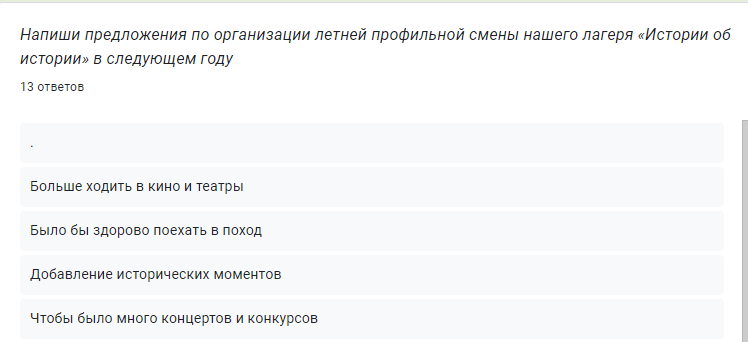 Напиши предложения по организации летней профильной смены нашего лагеря «Истории об
истории» в следующем году
13 ответов
.
Больше ходить в кино и театры
Было бы здорово поехать в поход
Добавление исторических моментов
Чтобы было много концертов и конкурсов